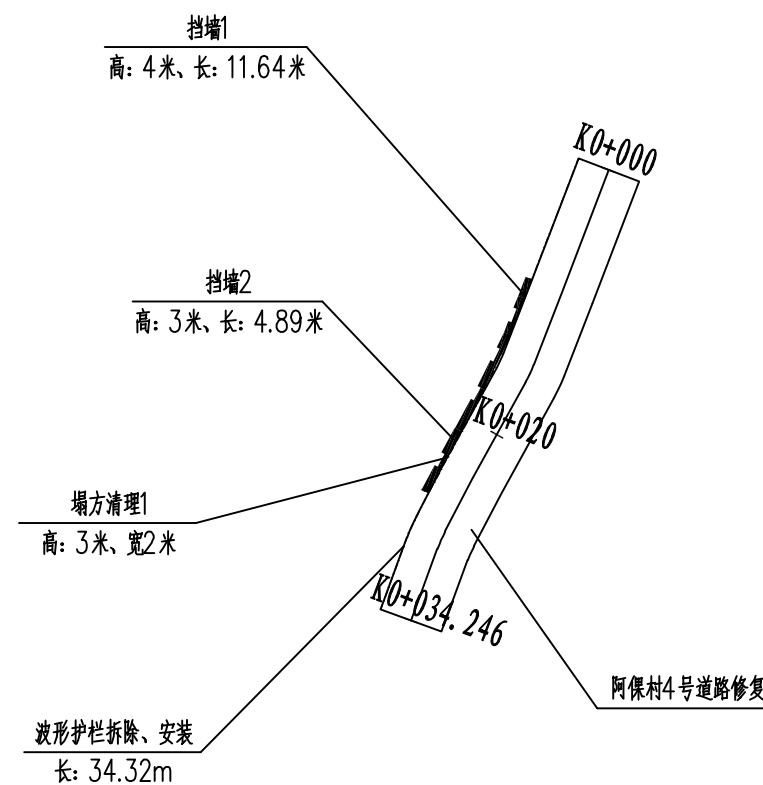 挡墙1
高：4米、长：11.64米
K0+000
挡墙2
高：3米、长：4.89米
K0+020
塌方清理1
高：3米、宽2米
K0+034.246
阿倮村4号道路修复
波形护栏拆除、安装
长：34.32m